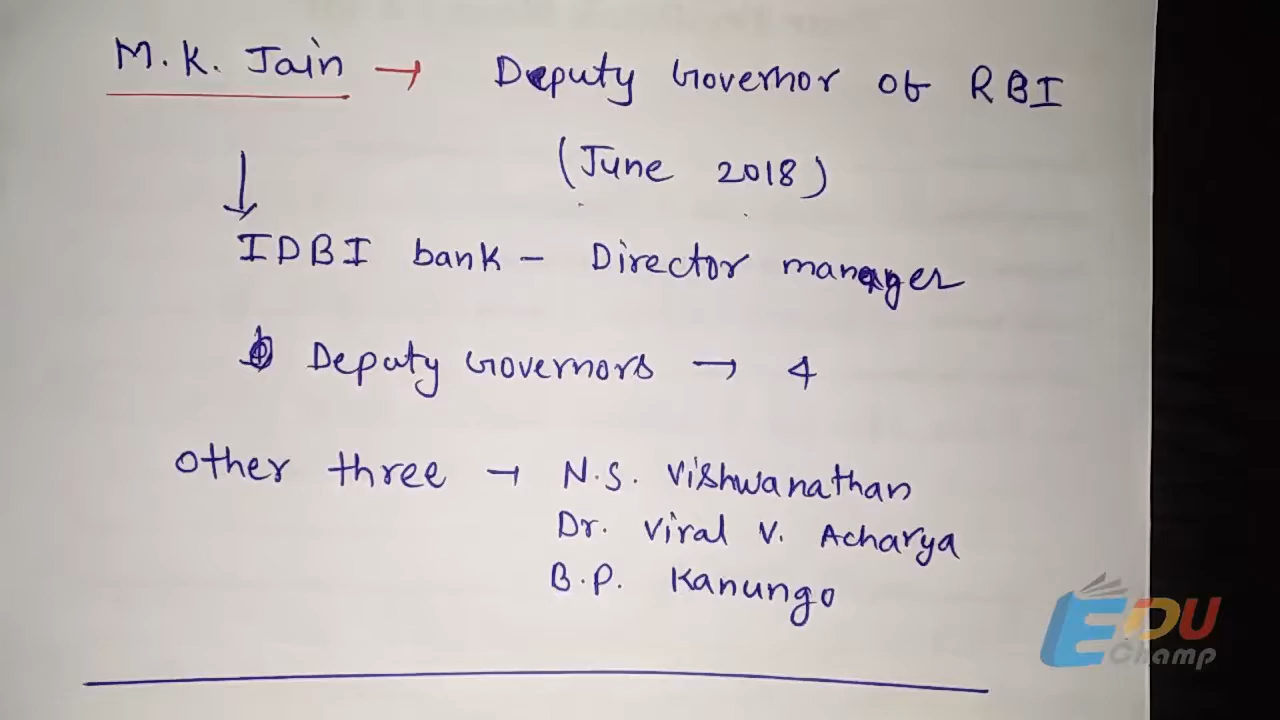 M.K. Jain → Deputy Governor of RBI
(June 2018)
↓
IDBI bank – Director manager
Deputy Governors → 4
Other three → N.S. Vishwanathan
Dr. Viral V. Acharya
B.P. Kanungo
EDU
Champ